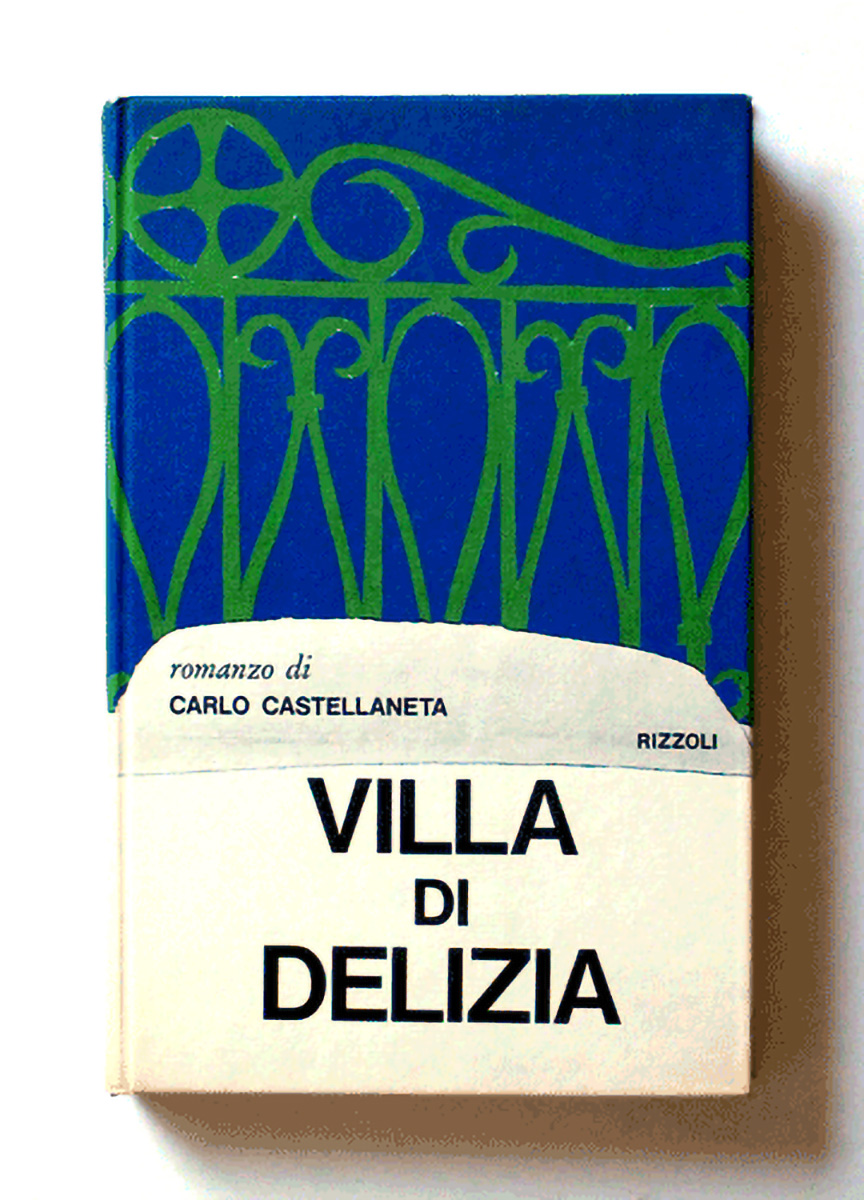 romanzo di
CARLO CASTELLANETA
RIZZOLI
VILLA
DI
DELIZIA